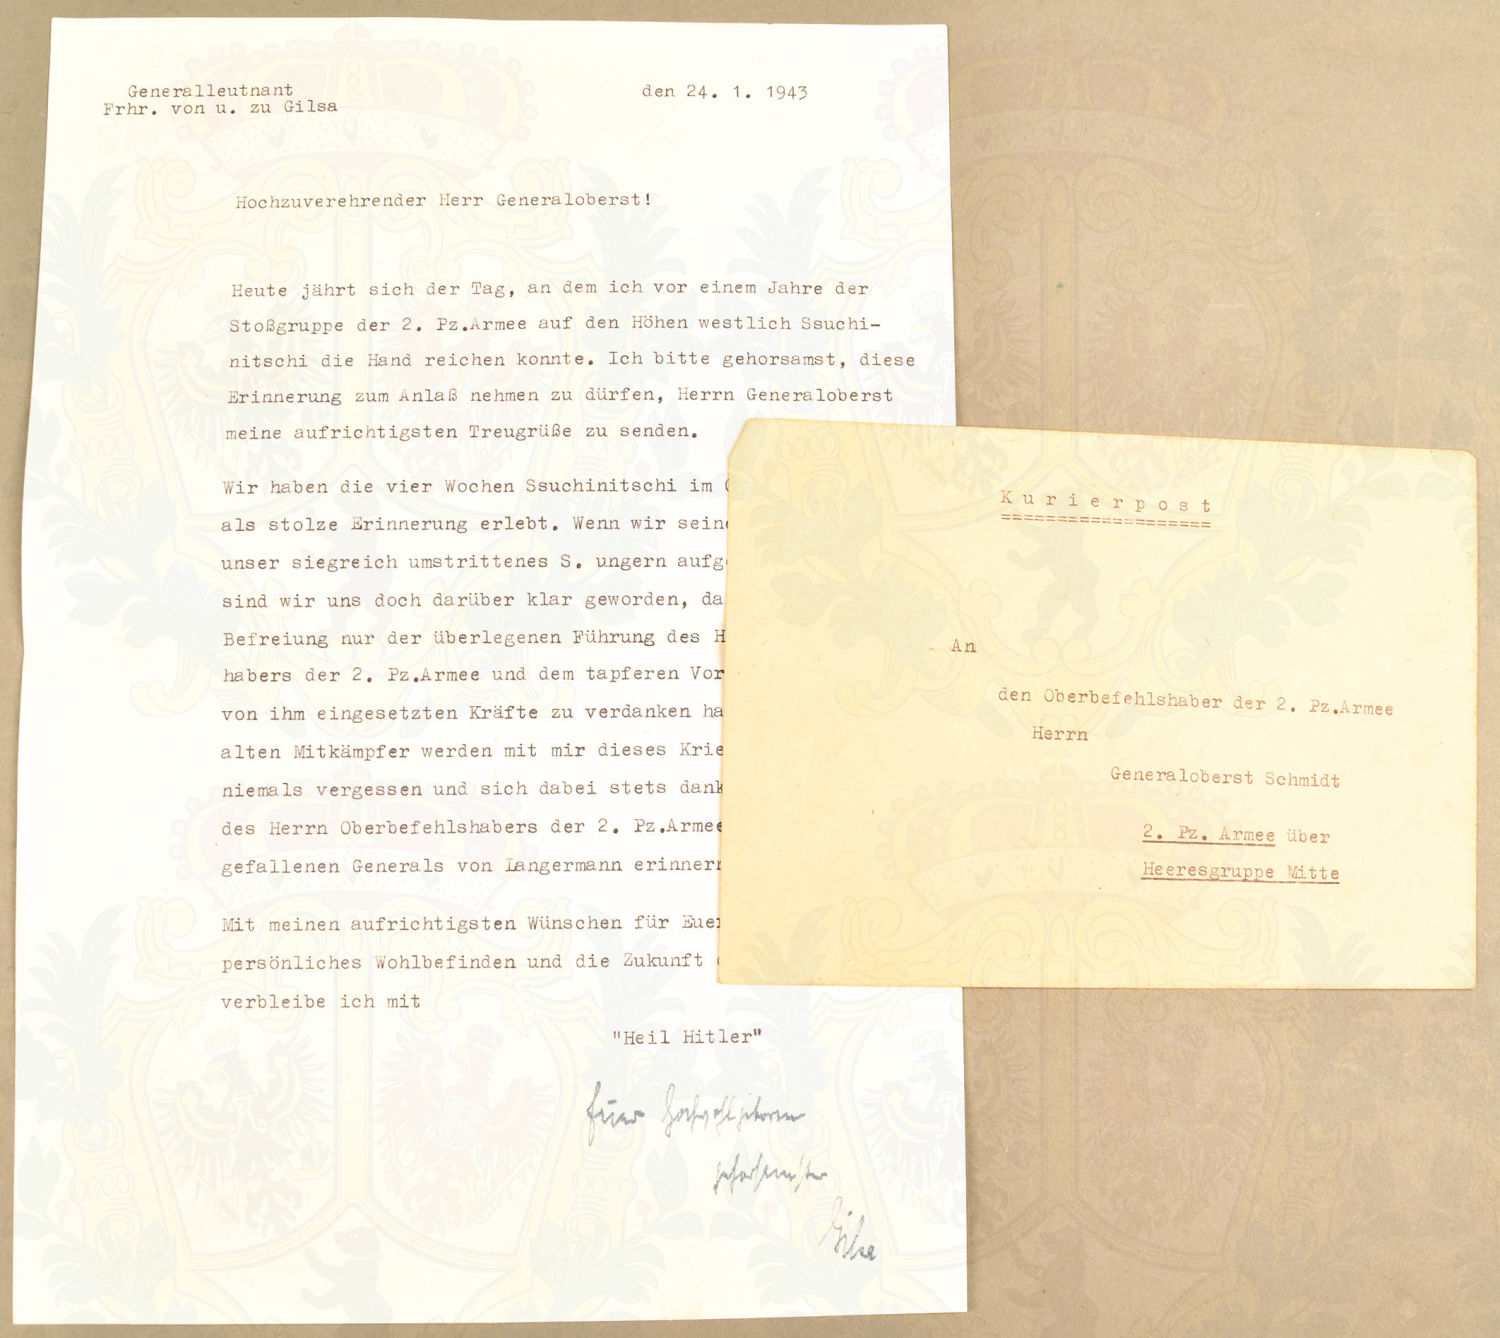 Generalleutnant
Frhr. von u. zu Gilsa
den 24. 1. 1943
Hochzuverehrender Herr Generaloberst!
Heute jährt sich der Tag, an dem ich vor einem Jahre der
Stoßgruppe der 2. Pz.Armee auf den Höhen westlich Ssuchi-
nitschi die Hand reichen konnte. Ich bitte gehorsamst, diese
Erinnerung zum Anlaß nehmen zu dürfen, Herrn Generaloberst
meine aufrichtigsten Treugrüße zu senden.
Wir haben die vier Wochen Ssuchinitschi im
als stolze Erinnerung erlebt. Wenn wir sein
unser siegreich umstrittenes S. ungern aufg
sind wir uns doch darüber klar geworden, da
Befreiung nur der überlegenen Führung des H
habers der 2. Pz.Armee und dem tapferen Vor
von ihm eingesetzten Kräfte zu verdanken ha
alten Mitkämpfer werden mit mir dieses Krie
niemals vergessen und sich dabei stets dank
des Herrn Oberbefehlshabers der 2. Pz.Armee
gefallenen Generals von Langermann erinnern
Mit meinen aufrichtigsten Wünschen für Euer
persönliches Wohlbefinden und die Zukunft
verbleibe ich mit
"Heil Hitler"
Euer Hochwohlgeboren
gehorsamster
Gilsa
Kurierpost
An
den Oberbefehlshaber der 2. Pz.Armee
Herrn
Generaloberst Schmidt
2. Pz. Armee über
Heeresgruppe Mitte